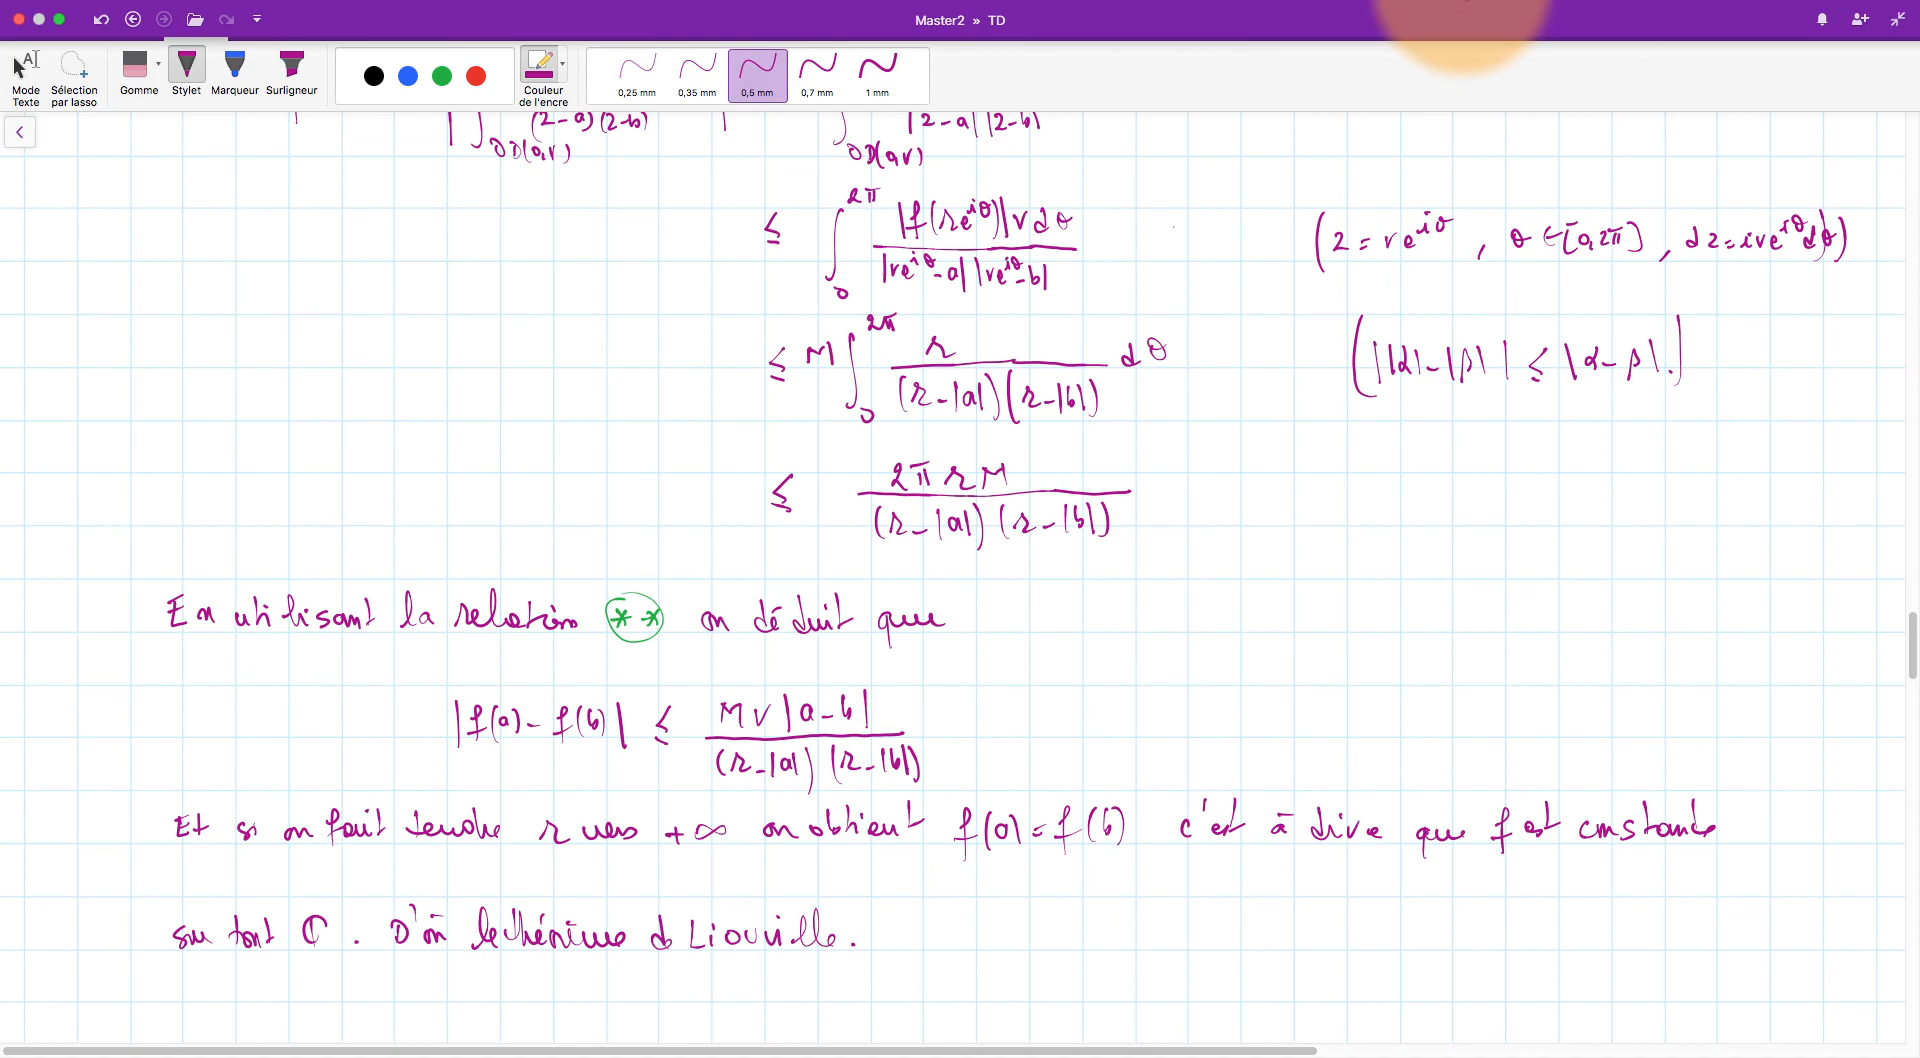 Master2 » TD
Mode Texte
Sélection par lasso
Gomme
Stylet
Marqueur
Surligneur
Couleur de l'encre
0,25 mm
0,35 mm
0,5 mm
0,7 mm
1 mm
| ∫_{∂D(0,r)} (z-a)(z-b) | ∫_{∂D(0,r)} |z-a| |z-b|
≤ ∫_0^{2π} |f(re^{iθ})| r dθ / |re^{iθ}-a| |re^{iθ}-b| (z = re^{iθ}, θ ∈ [0,2π], dz = ire^{iθ}dθ)
≤ M ∫_0^{2π} r / (r-|a|)(r-|b|) dθ (||α|-|β|| ≤ |α-β|.)
≤ 2π r M / (r-|a|)(r-|b|)
En utilisant la relation ** on déduit que
|f(a)-f(b)| ≤ M r |a-b| / (r-|a|)(r-|b|)
Et si on fait tendre r vers +∞ on obtient f(a)=f(b) c'est à dire que f est constante
sur tout ℂ. D'où le théorème de Liouville.